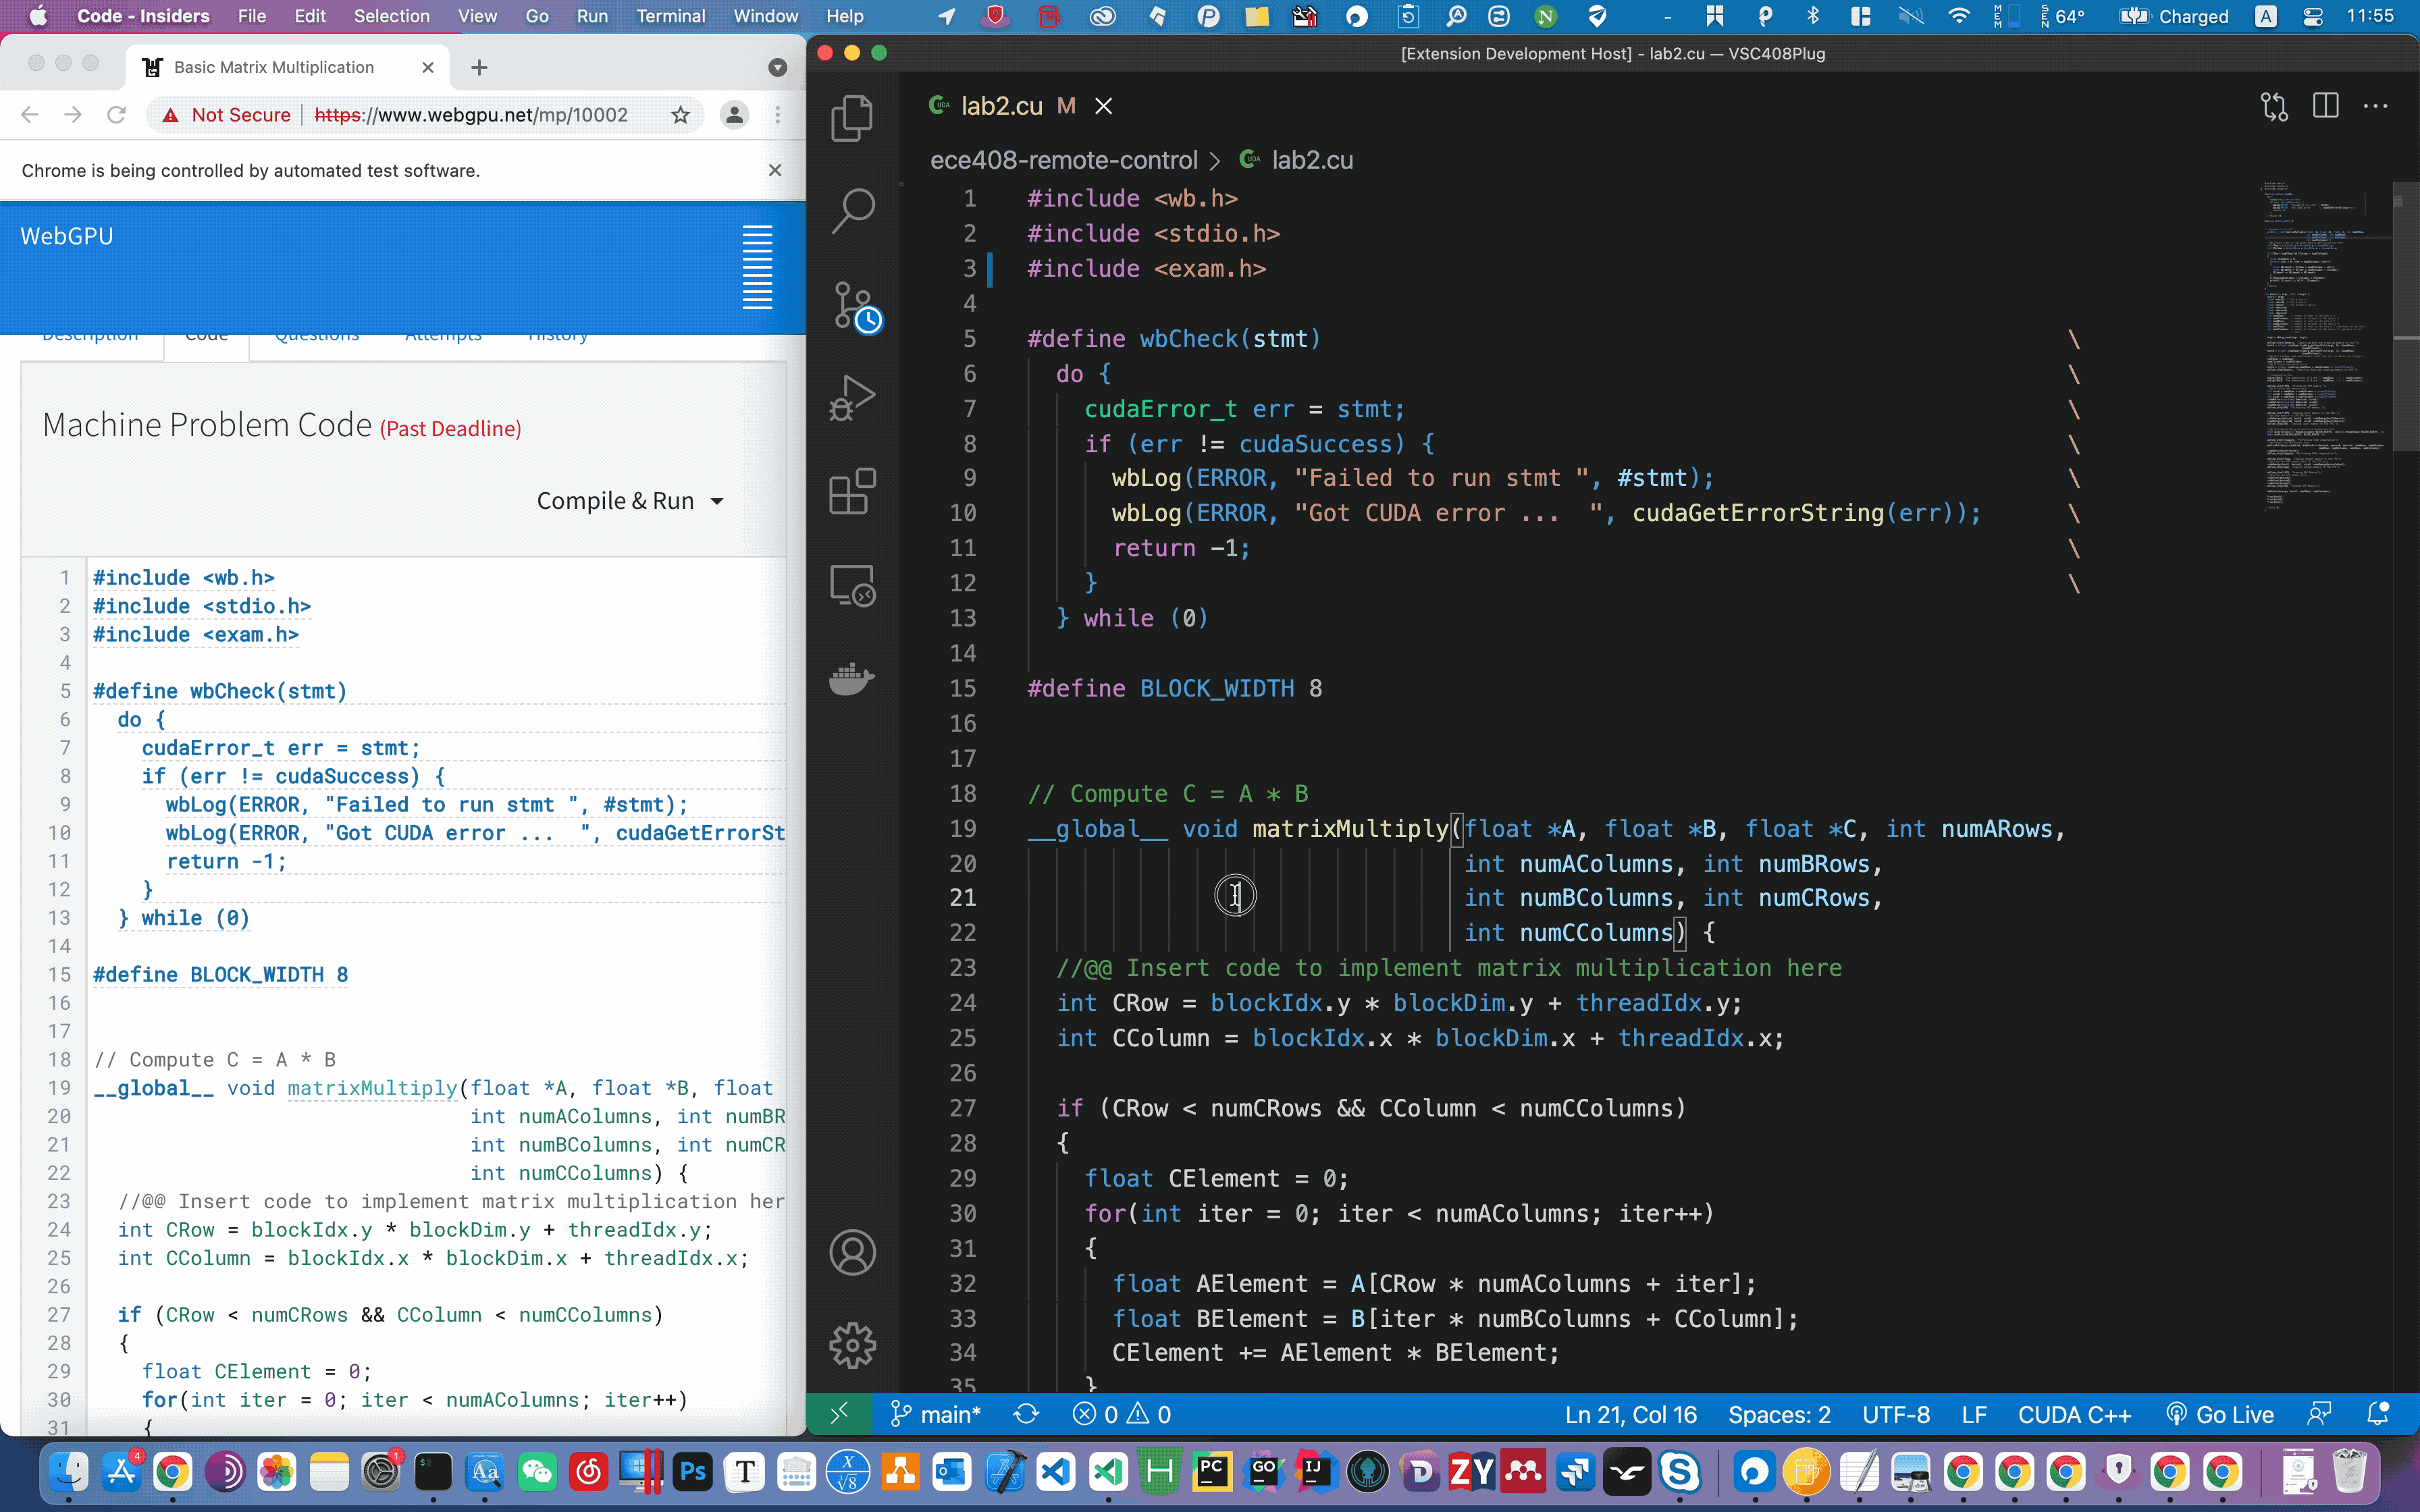 Code - Insiders File Edit Selection View Go Run Terminal Window Help
64° Charged A 11:55
Basic Matrix Multiplication
Not Secure https://www.webgpu.net/mp/10002
Chrome is being controlled by automated test software.
WebGPU
Description Code Questions Attempts History
Machine Problem Code (Past Deadline)
Compile & Run
1 #include <wb.h>
2 #include <stdio.h>
3 #include <exam.h>
4
5 #define wbCheck(stmt)
6 do {
7 cudaError_t err = stmt;
8 if (err != cudaSuccess) {
9 wbLog(ERROR, "Failed to run stmt ", #stmt);
10 wbLog(ERROR, "Got CUDA error ...  ", cudaGetErrorSt
11 return -1;
12 }
13 } while (0)
14
15 #define BLOCK_WIDTH 8
16
17
18 // Compute C = A * B
19 __global__ void matrixMultiply(float *A, float *B, float
20 int numAColumns, int numBR
21 int numBColumns, int numCR
22 int numCColumns) {
23 //@@ Insert code to implement matrix multiplication her
24 int CRow = blockIdx.y * blockDim.y + threadIdx.y;
25 int CColumn = blockIdx.x * blockDim.x + threadIdx.x;
26
27 if (CRow < numCRows && CColumn < numCColumns)
28 {
29 float CElement = 0;
30 for(int iter = 0; iter < numAColumns; iter++)
31 {
[Extension Development Host] - lab2.cu — VSC408Plug
lab2.cu M
ece408-remote-control > lab2.cu
1 #include <wb.h>
2 #include <stdio.h>
3 #include <exam.h>
4
5 #define wbCheck(stmt) \
6 do { \
7 cudaError_t err = stmt; \
8 if (err != cudaSuccess) { \
9 wbLog(ERROR, "Failed to run stmt ", #stmt); \
10 wbLog(ERROR, "Got CUDA error ...  ", cudaGetErrorString(err)); \
11 return -1; \
12 } \
13 } while (0)
14
15 #define BLOCK_WIDTH 8
16
17
18 // Compute C = A * B
19 __global__ void matrixMultiply(float *A, float *B, float *C, int numARows,
20 int numAColumns, int numBRows,
21 int numBColumns, int numCRows,
22 int numCColumns) {
23 //@@ Insert code to implement matrix multiplication here
24 int CRow = blockIdx.y * blockDim.y + threadIdx.y;
25 int CColumn = blockIdx.x * blockDim.x + threadIdx.x;
26
27 if (CRow < numCRows && CColumn < numCColumns)
28 {
29 float CElement = 0;
30 for(int iter = 0; iter < numAColumns; iter++)
31 {
32 float AElement = A[CRow * numAColumns + iter];
33 float BElement = B[iter * numBColumns + CColumn];
34 CElement += AElement * BElement;
35 }
main* 0 0 Ln 21, Col 16 Spaces: 2 UTF-8 LF CUDA C++ Go Live